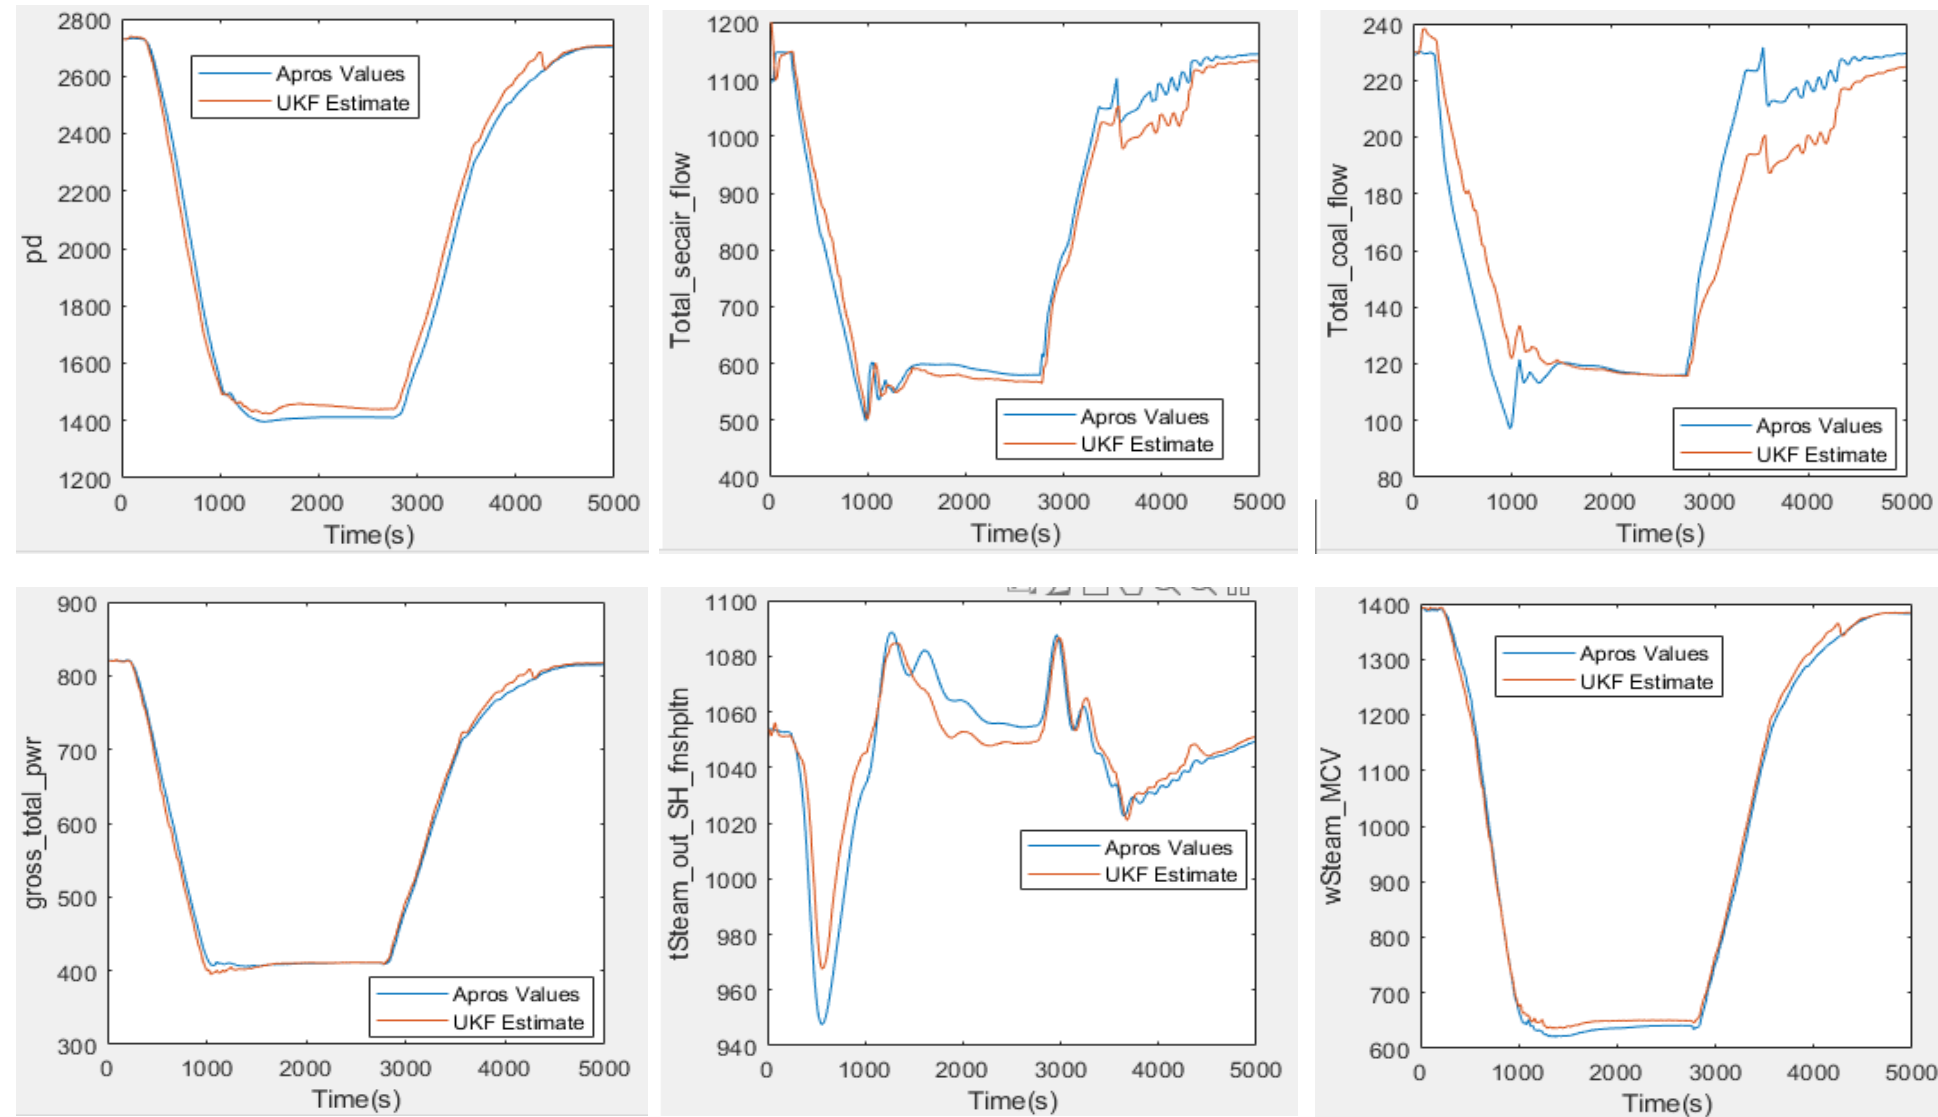 2800
2600
2400
2200
2000
1800
1600
1400
1200
pd
Apros Values
UKF Estimate
0 1000 2000 3000 4000 5000
Time(s)
1200
1100
1000
900
800
700
600
500
400
Total_secair_flow
Apros Values
UKF Estimate
0 1000 2000 3000 4000 5000
Time(s)
240
220
200
180
160
140
120
100
80
Total_coal_flow
Apros Values
UKF Estimate
0 1000 2000 3000 4000 5000
Time(s)
900
800
700
600
500
400
300
gross_total_pwr
Apros Values
UKF Estimate
0 1000 2000 3000 4000 5000
Time(s)
1100
1080
1060
1040
1020
1000
980
960
940
tSteam_out_SH_fnshpltn
Apros Values
UKF Estimate
0 1000 2000 3000 4000 5000
Time(s)
1400
1300
1200
1100
1000
900
800
700
600
wSteam_MCV
Apros Values
UKF Estimate
0 1000 2000 3000 4000 5000
Time(s)